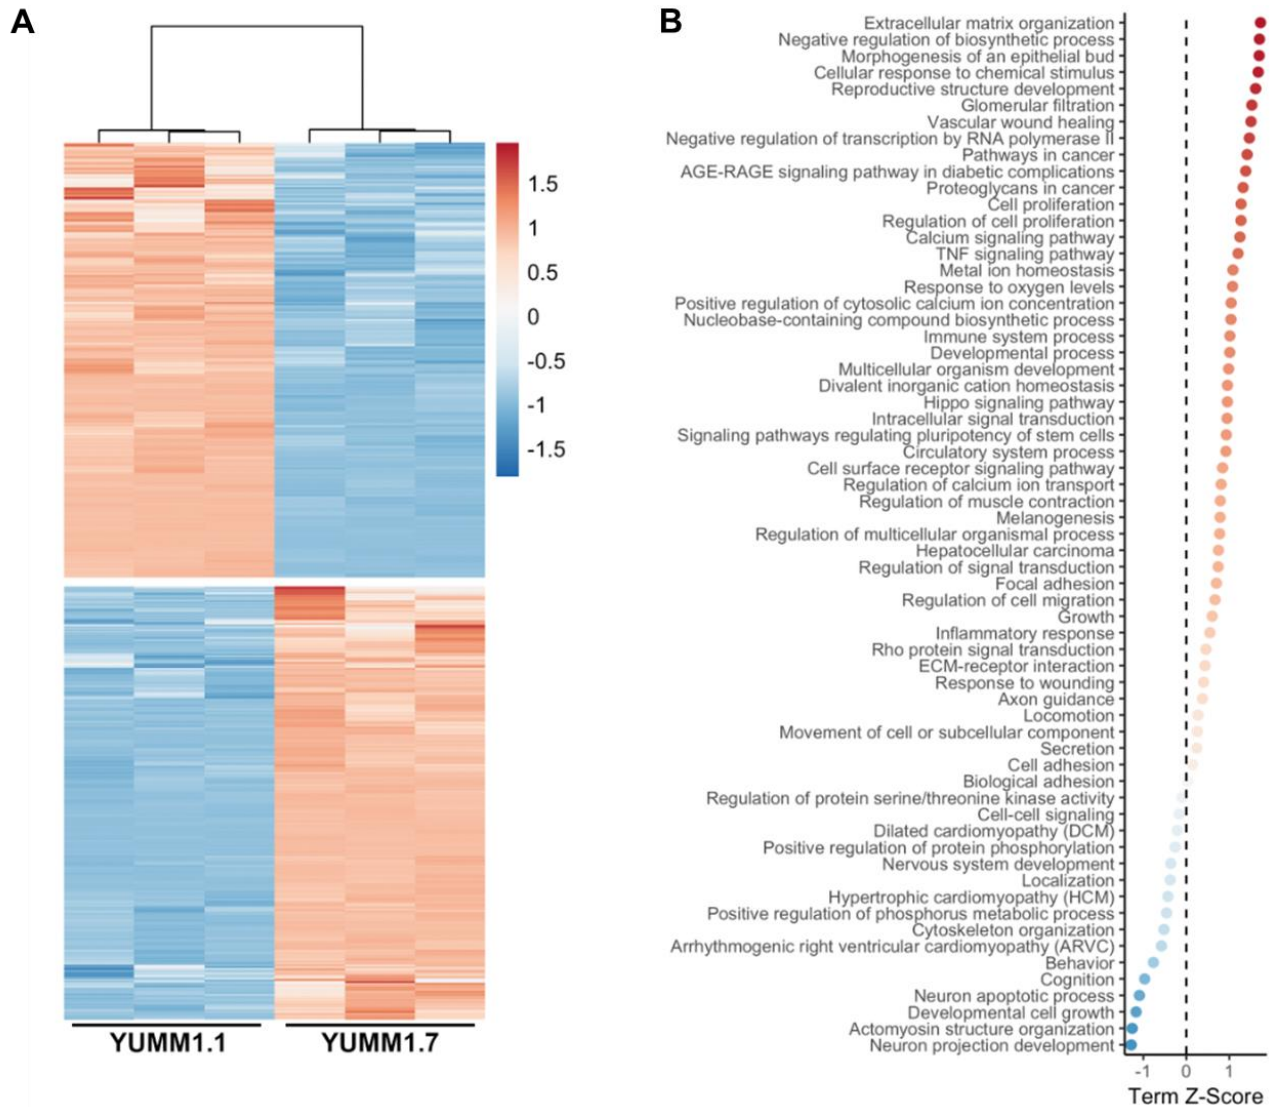 A
1.5
1
0.5
0
-0.5
-1
-1.5
YUMM1.1
YUMM1.7
B
Extracellular matrix organization
Negative regulation of biosynthetic process
Morphogenesis of an epithelial bud
Cellular response to chemical stimulus
Reproductive structure development
Glomerular filtration
Vascular wound healing
Negative regulation of transcription by RNA polymerase II
Pathways in cancer
AGE-RAGE signaling pathway in diabetic complications
Proteoglycans in cancer
Cell proliferation
Regulation of cell proliferation
Calcium signaling pathway
TNF signaling pathway
Metal ion homeostasis
Response to oxygen levels
Positive regulation of cytosolic calcium ion concentration
Nucleobase-containing compound biosynthetic process
Immune system process
Developmental process
Multicellular organism development
Divalent inorganic cation homeostasis
Hippo signaling pathway
Intracellular signal transduction
Signaling pathways regulating pluripotency of stem cells
Circulatory system process
Cell surface receptor signaling pathway
Regulation of calcium ion transport
Regulation of muscle contraction
Melanogenesis
Regulation of multicellular organismal process
Hepatocellular carcinoma
Regulation of signal transduction
Focal adhesion
Regulation of cell migration
Growth
Inflammatory response
Rho protein signal transduction
ECM-receptor interaction
Response to wounding
Axon guidance
Locomotion
Movement of cell or subcellular component
Secretion
Cell adhesion
Biological adhesion
Regulation of protein serine/threonine kinase activity
Cell-cell signaling
Dilated cardiomyopathy (DCM)
Positive regulation of protein phosphorylation
Nervous system development
Localization
Hypertrophic cardiomyopathy (HCM)
Positive regulation of phosphorus metabolic process
Cytoskeleton organization
Arrhythmogenic right ventricular cardiomyopathy (ARVC)
Behavior
Cognition
Neuron apoptotic process
Developmental cell growth
Actomyosin structure organization
Neuron projection development
-1 0 1
Term Z-Score